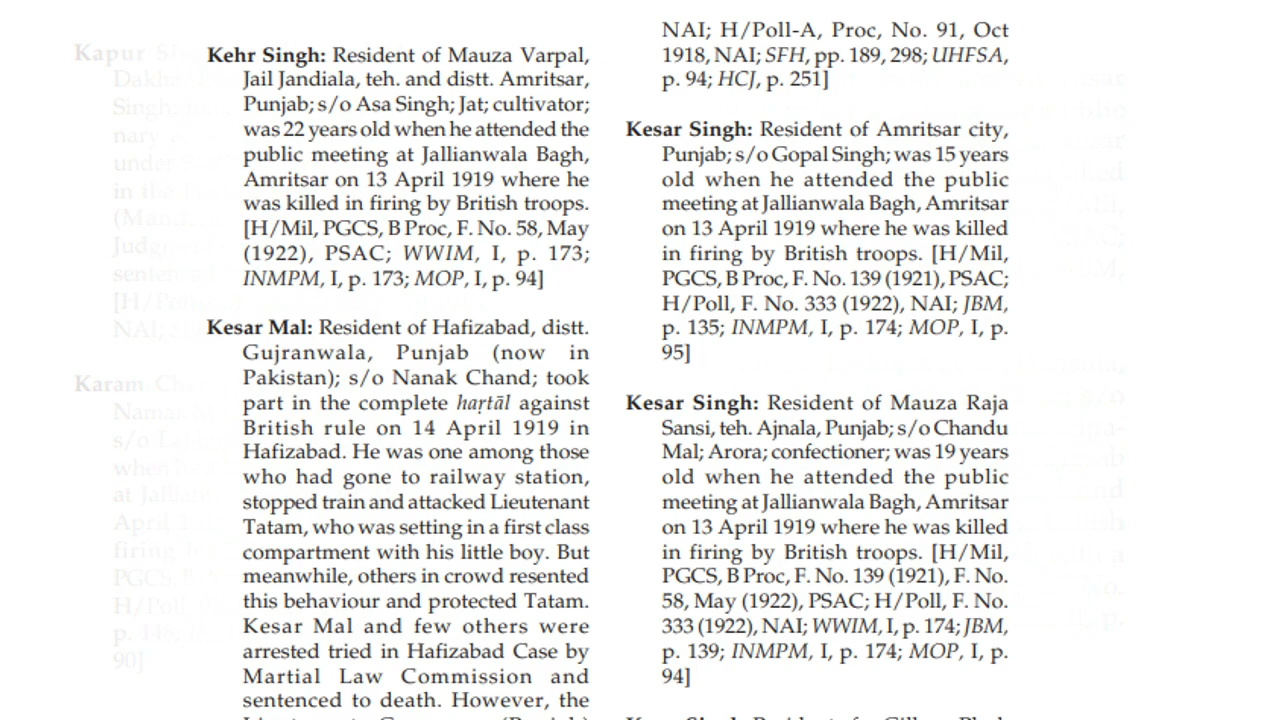 Kehr Singh: Resident of Mauza Varpal,
Jail Jandiala, teh. and distt. Amritsar,
Punjab; s/o Asa Singh; Jat; cultivator;
was 22 years old when he attended the
public meeting at Jallianwala Bagh,
Amritsar on 13 April 1919 where he
was killed in firing by British troops.
[H/Mil, PGCS, B Proc, F. No. 58, May
(1922), PSAC; WWIM, I, p. 173;
INMPM, I, p. 173; MOP, I, p. 94]
Kesar Mal: Resident of Hafizabad, distt.
Gujranwala, Punjab (now in
Pakistan); s/o Nanak Chand; took
part in the complete haṛtāl against
British rule on 14 April 1919 in
Hafizabad. He was one among those
who had gone to railway station,
stopped train and attacked Lieutenant
Tatam, who was setting in a first class
compartment with his little boy. But
meanwhile, others in crowd resented
this behaviour and protected Tatam.
Kesar Mal and few others were
arrested tried in Hafizabad Case by
Martial Law Commission and
sentenced to death. However, the
NAI; H/Poll-A, Proc, No. 91, Oct
1918, NAI; SFH, pp. 189, 298; UHFSA,
p. 94; HCJ, p. 251]
Kesar Singh: Resident of Amritsar city,
Punjab; s/o Gopal Singh; was 15 years
old when he attended the public
meeting at Jallianwala Bagh, Amritsar
on 13 April 1919 where he was killed
in firing by British troops. [H/Mil,
PGCS, B Proc, F. No. 139 (1921), PSAC;
H/Poll, F. No. 333 (1922), NAI; JBM,
p. 135; INMPM, I, p. 174; MOP, I, p.
95]
Kesar Singh: Resident of Mauza Raja
Sansi, teh. Ajnala, Punjab; s/o Chandu
Mal; Arora; confectioner; was 19 years
old when he attended the public
meeting at Jallianwala Bagh, Amritsar
on 13 April 1919 where he was killed
in firing by British troops. [H/Mil,
PGCS, B Proc, F. No. 139 (1921), F. No.
58, May (1922), PSAC; H/Poll, F. No.
333 (1922), NAI; WWIM, I, p. 174; JBM,
p. 139; INMPM, I, p. 174; MOP, I, p.
94]